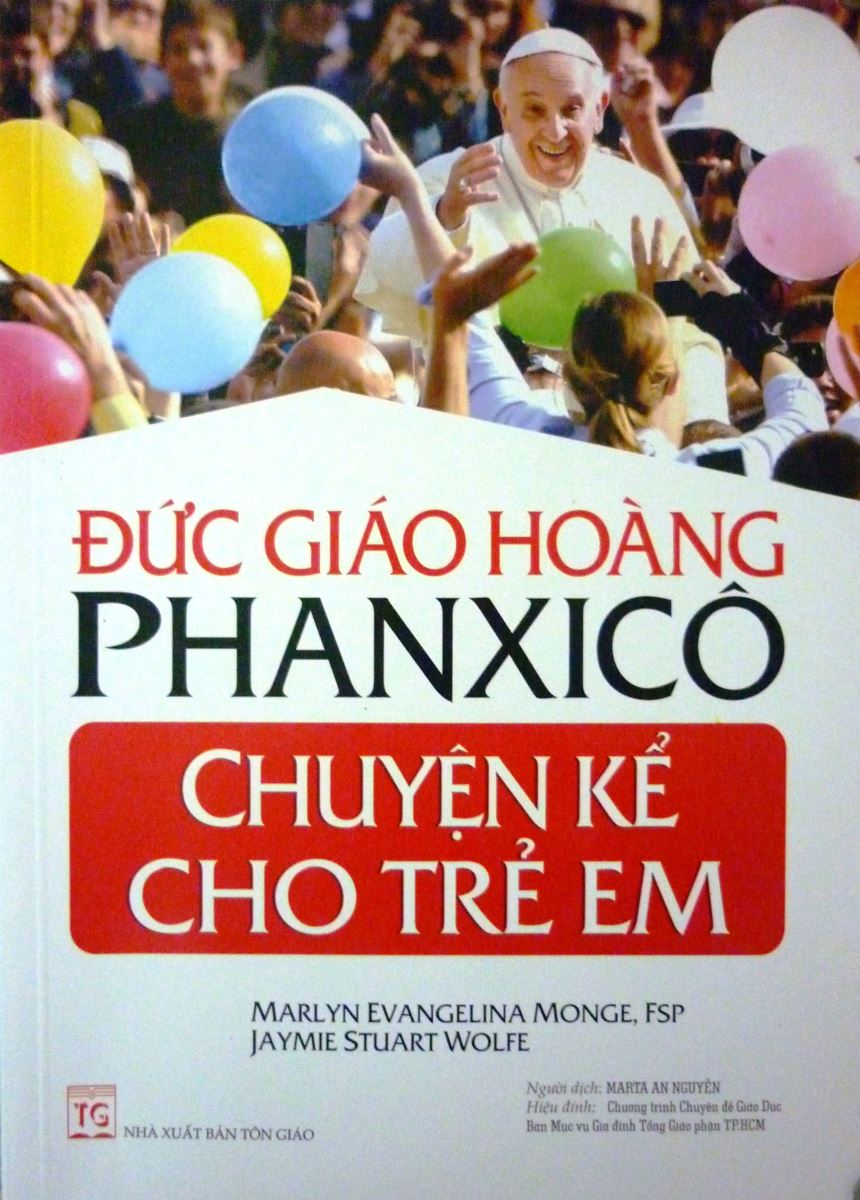 ĐỨC GIÁO HOÀNG
PHANXICÔ
CHUYỆN KỂ
CHO TRẺ EM
MARLYN EVANGELINA MONGE, FSP
JAYMIE STUART WOLFE
Người dịch: MARTA AN NGUYỄN
Hiệu đính: Chương trình Chuyên đề Giáo Dục
Ban Mục vụ Gia đình Tổng Giáo phận TP.HCM
TG
NHÀ XUẤT BẢN TÔN GIÁO